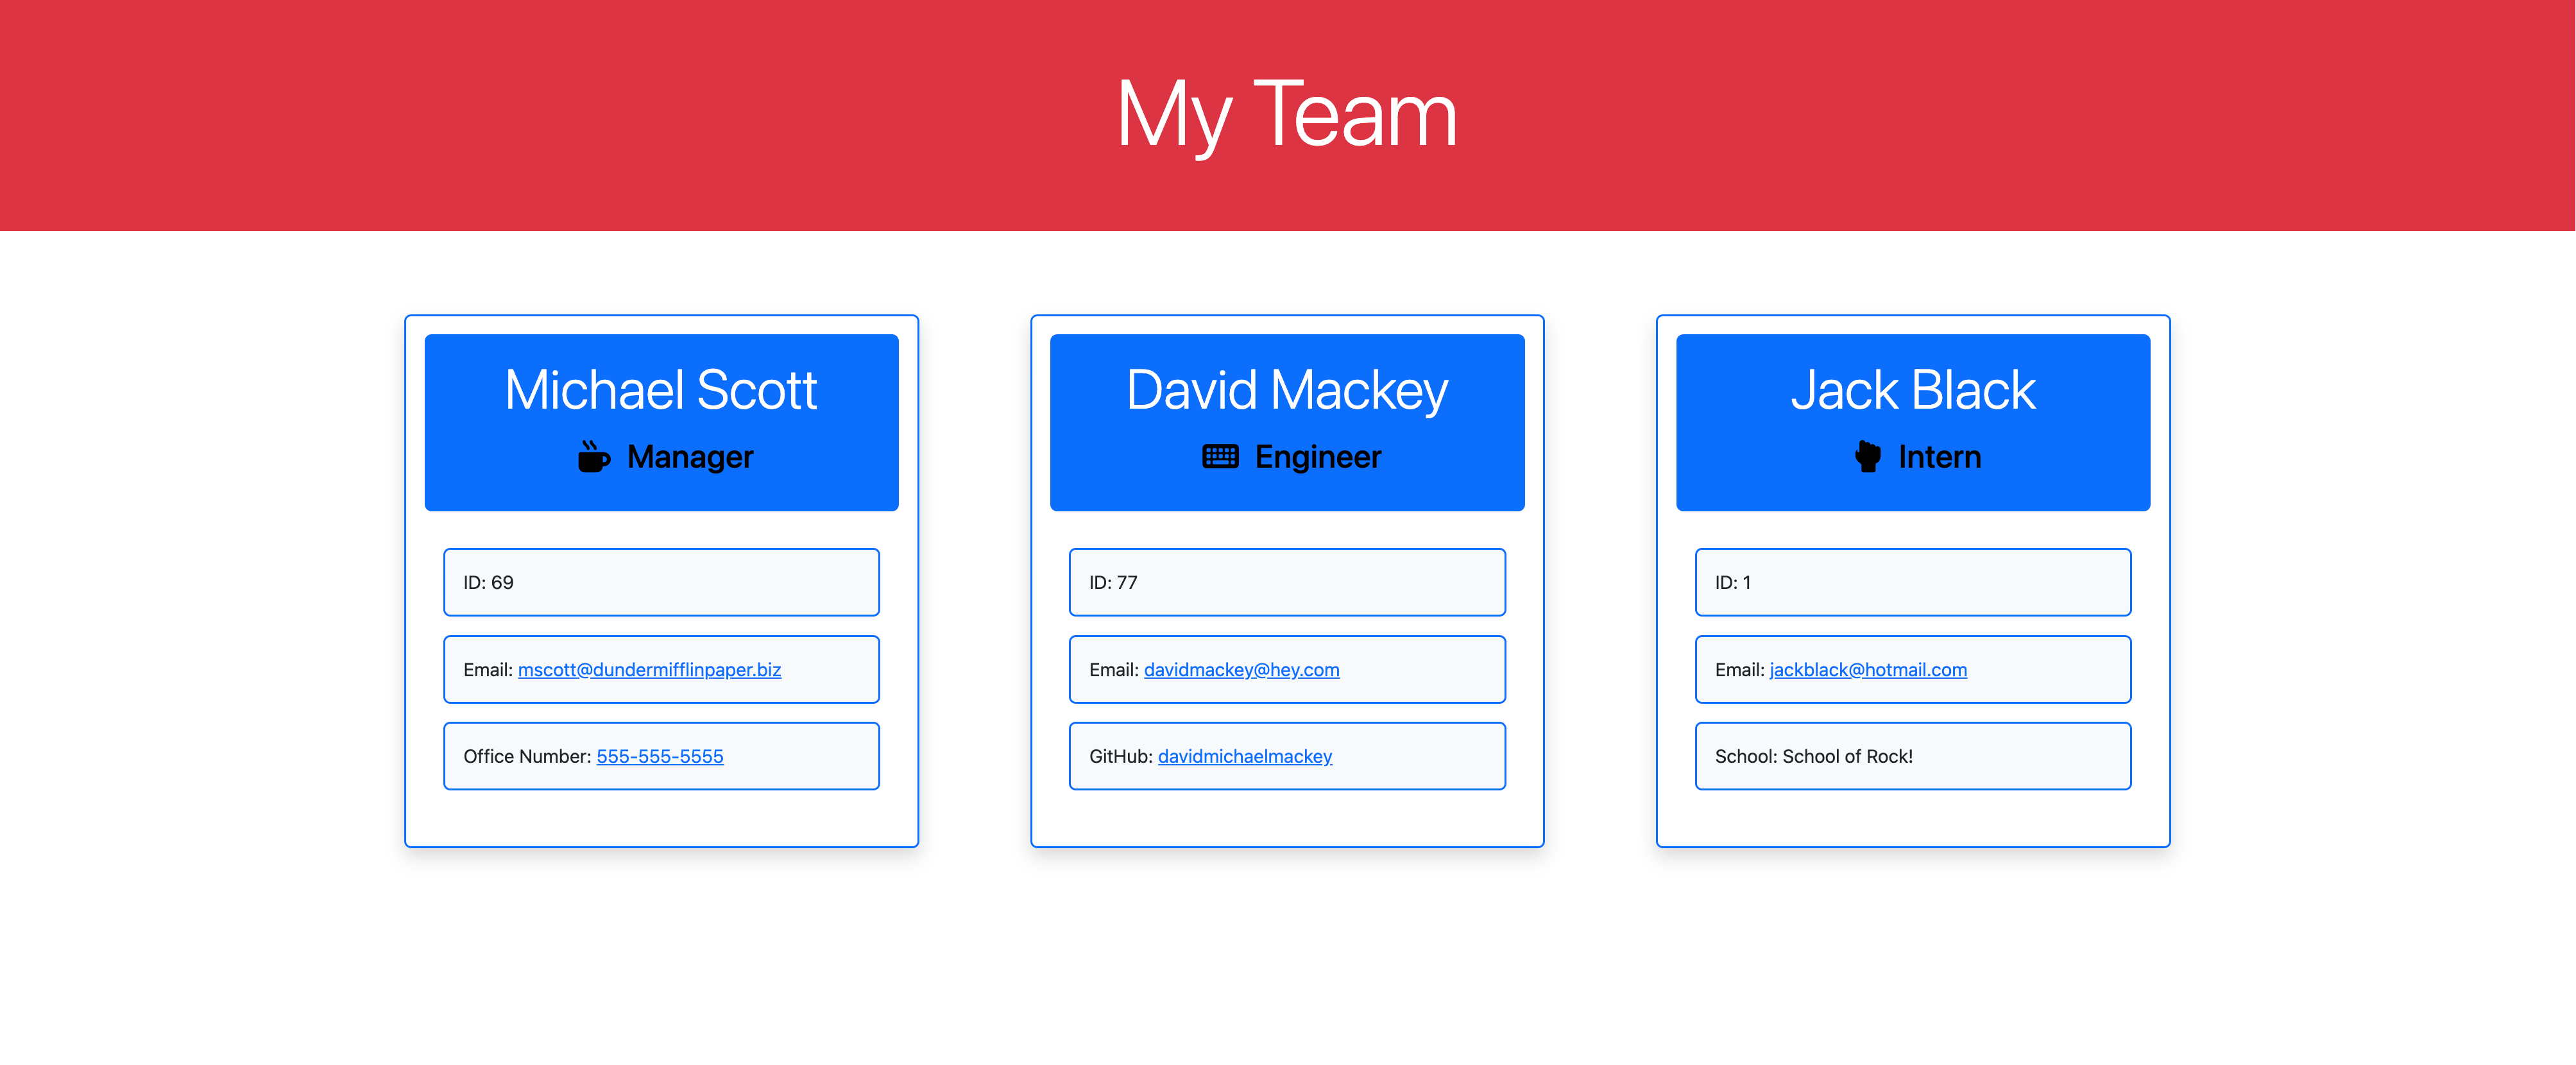 My Team
Michael Scott
Manager
ID: 69
Email: mscott@dundermifflinpaper.biz
Office Number: 555-555-5555
David Mackey
Engineer
ID: 77
Email: davidmackey@hey.com
GitHub: davidmichaelmackey
Jack Black
Intern
ID: 1
Email: jackblack@hotmail.com
School: School of Rock!